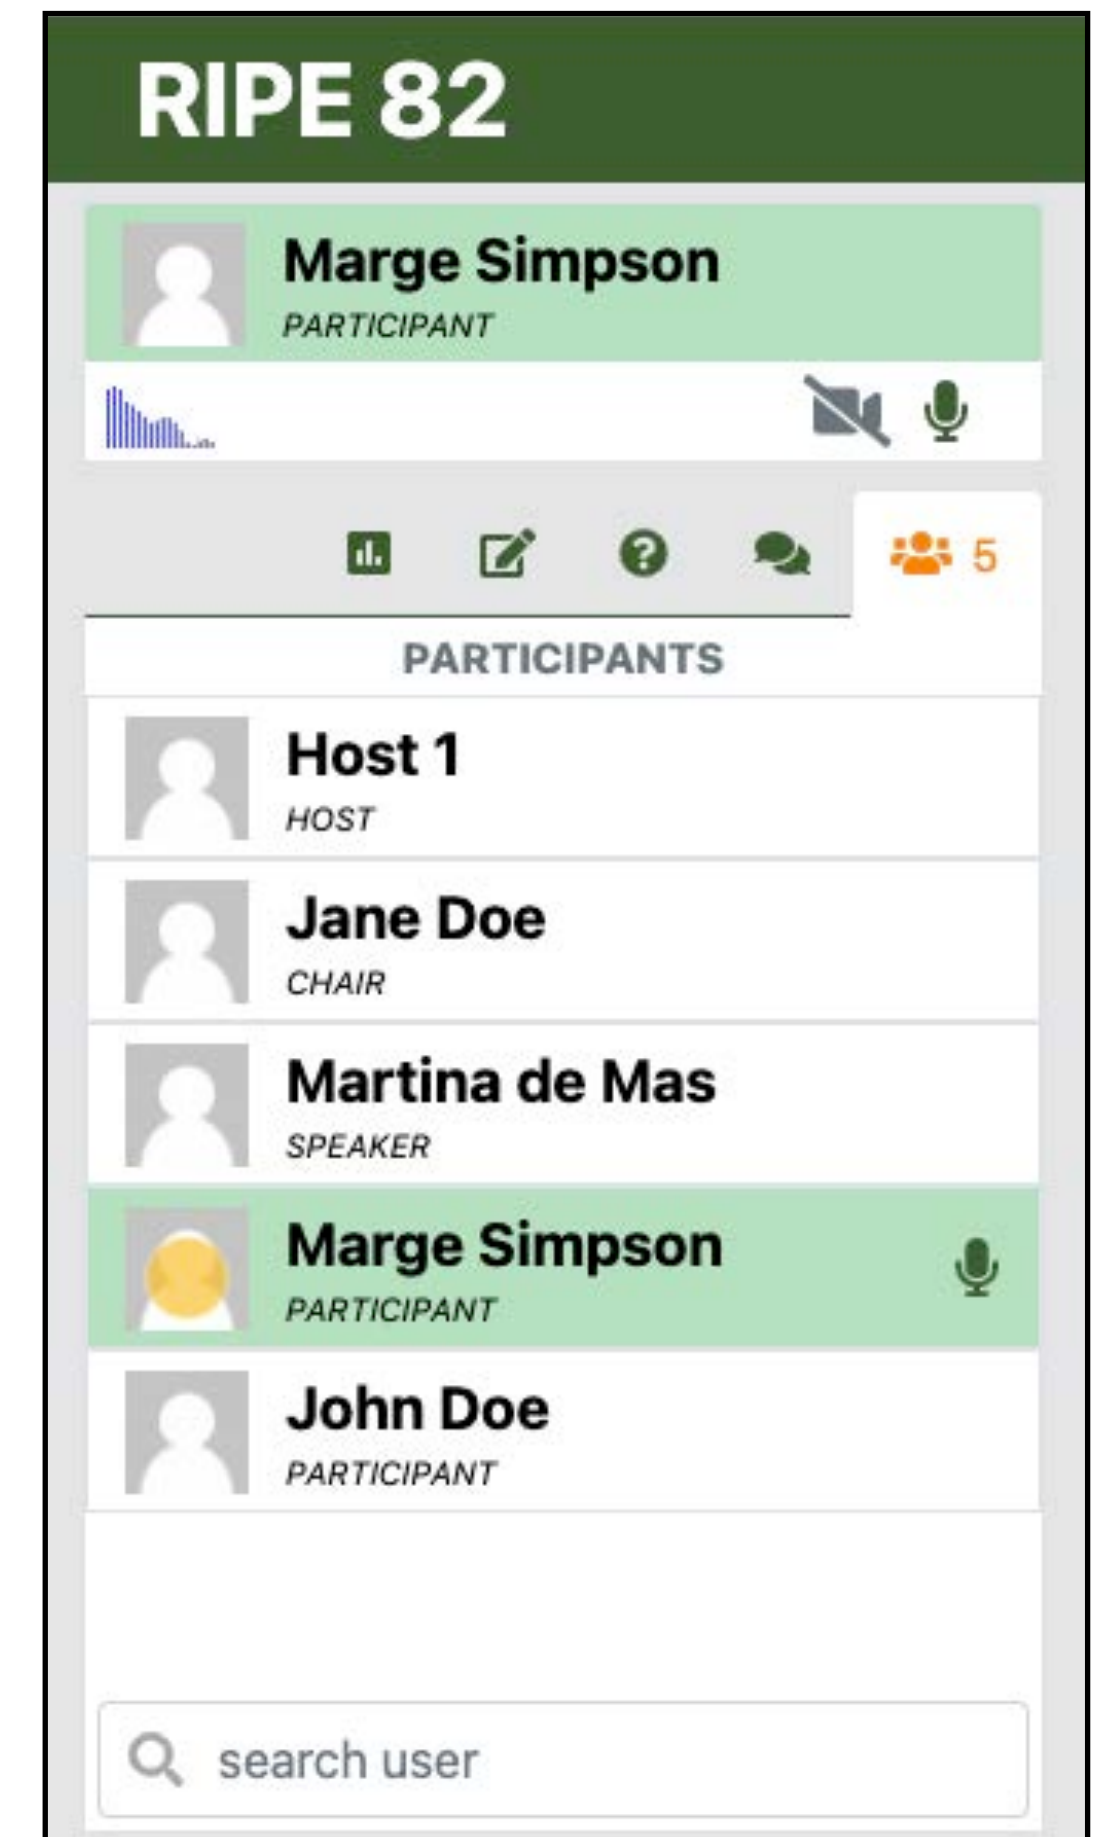 RIPE 82
Marge Simpson
PARTICIPANT
5
PARTICIPANTS
Host 1
HOST
Jane Doe
CHAIR
Martina de Mas
SPEAKER
Marge Simpson
PARTICIPANT
John Doe
PARTICIPANT
search user